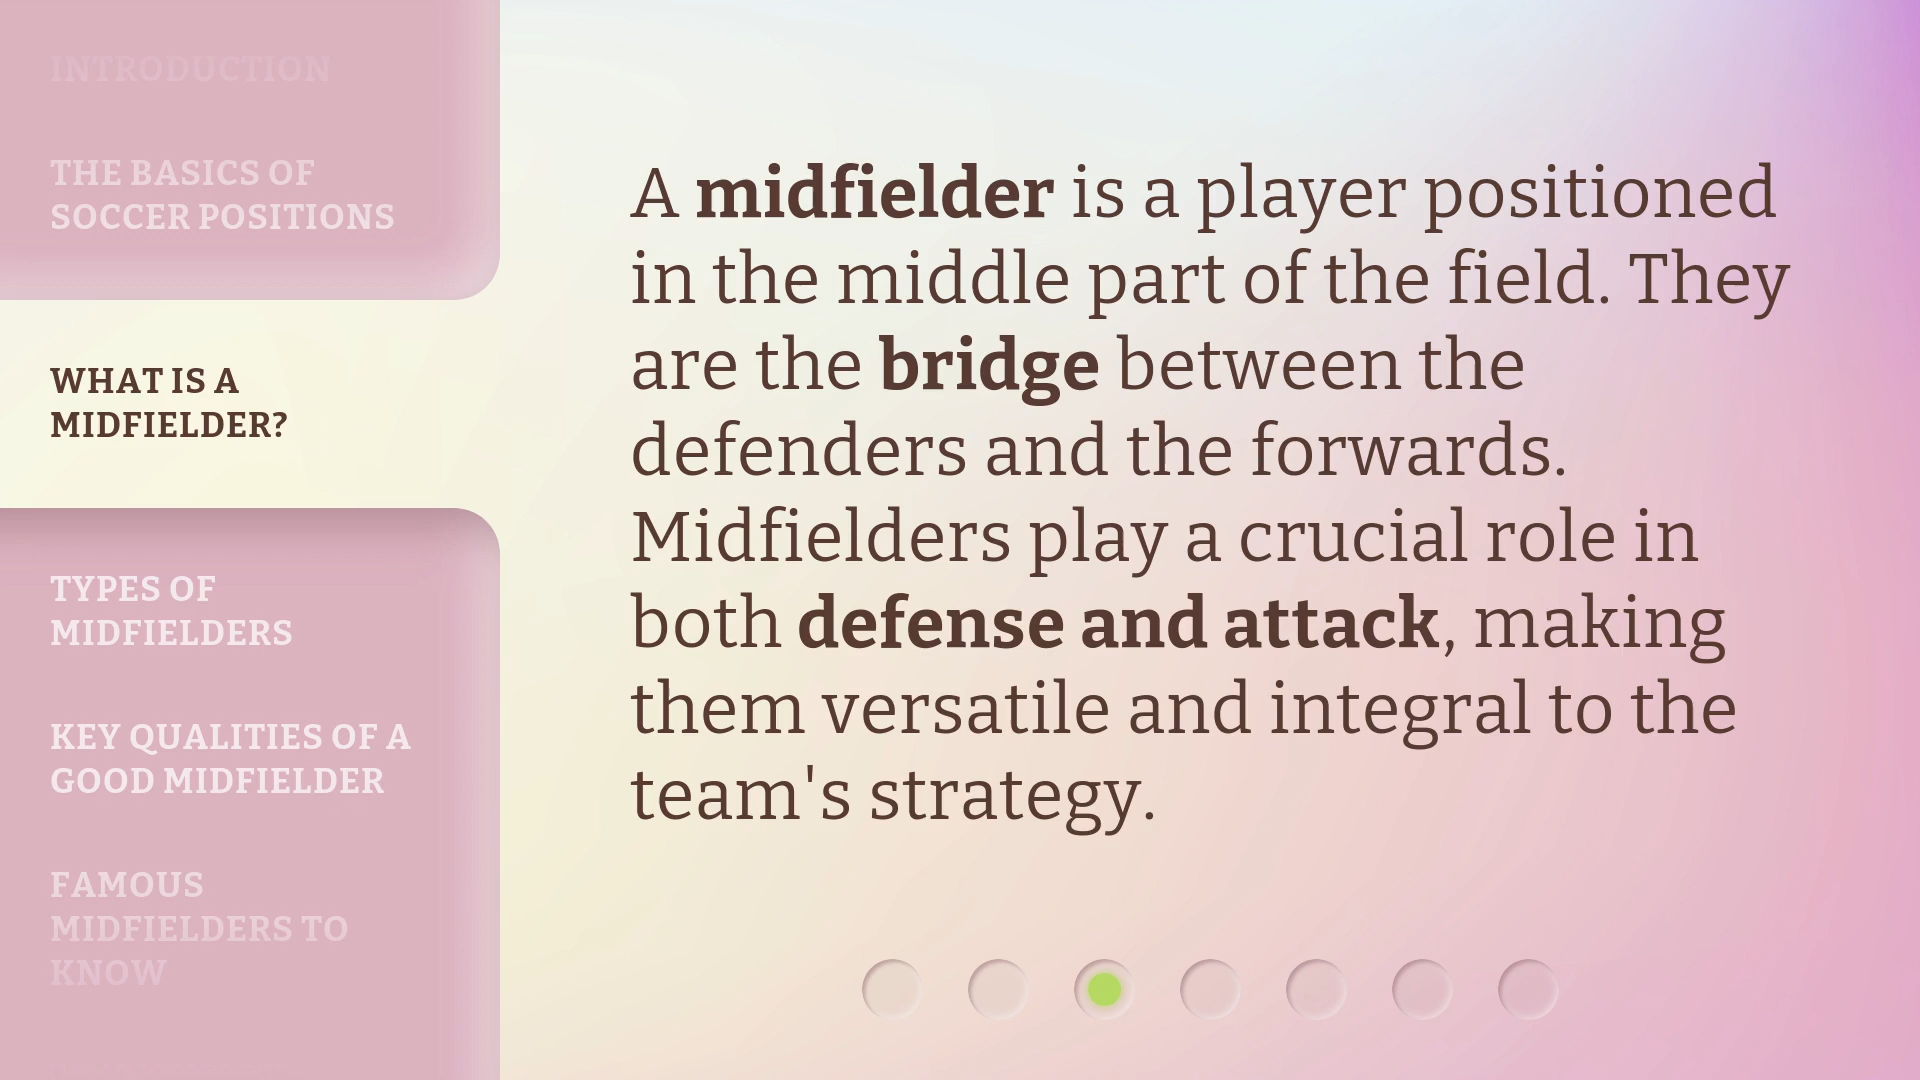 INTRODUCTION
THE BASICS OF
SOCCER POSITIONS
WHAT IS A
MIDFIELDER?
TYPES OF
MIDFIELDERS
KEY QUALITIES OF A
GOOD MIDFIELDER
FAMOUS
MIDFIELDERS TO
KNOW
A midfielder is a player positioned
in the middle part of the field. They
are the bridge between the
defenders and the forwards.
Midfielders play a crucial role in
both defense and attack, making
them versatile and integral to the
team's strategy.